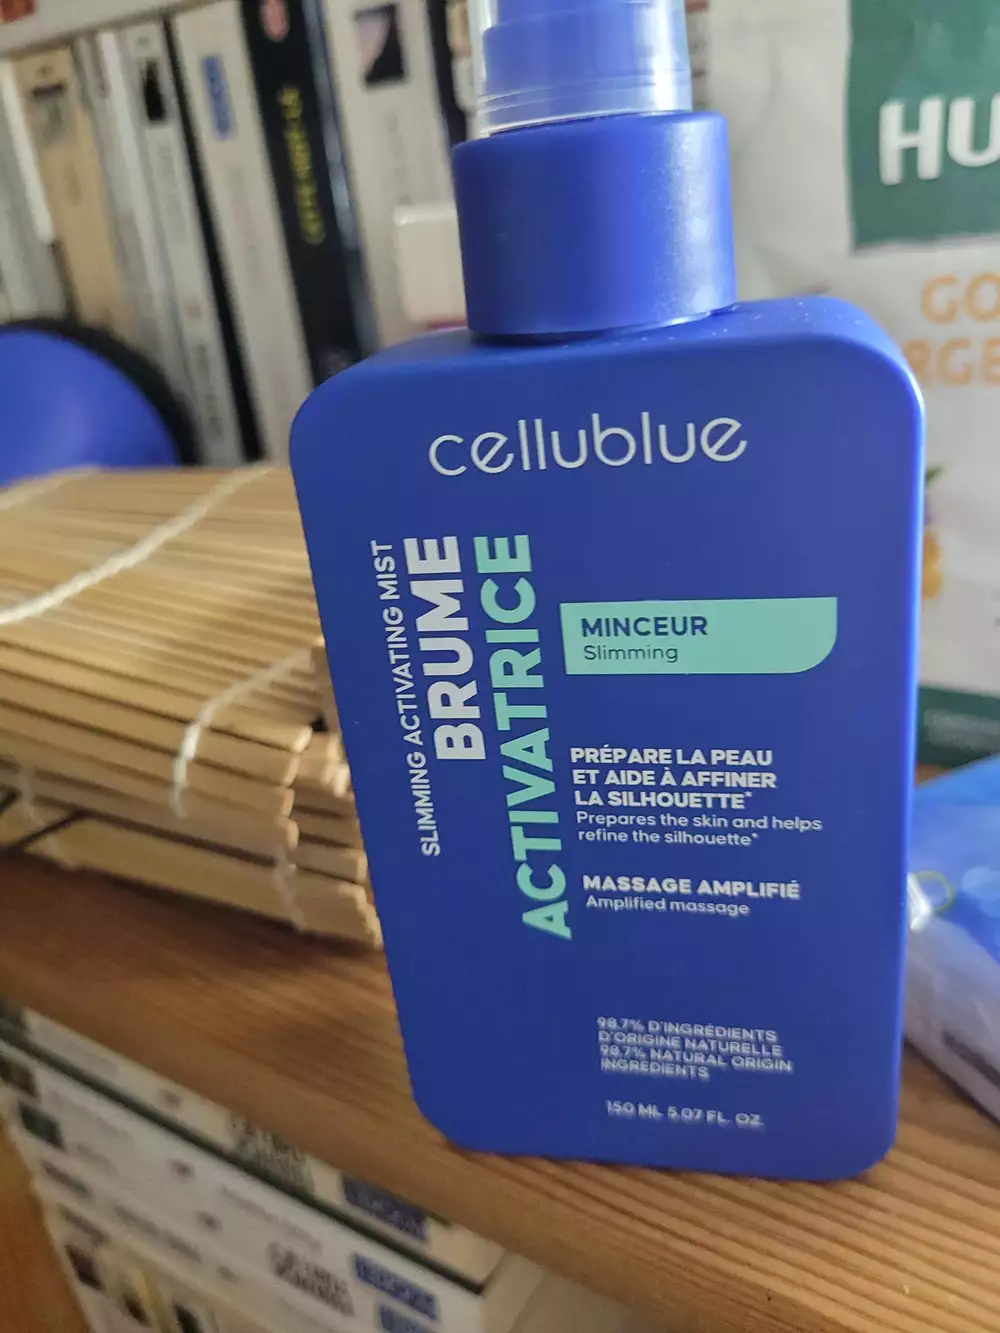 cellublue
SLIMMING ACTIVATING MIST
BRUME
ACTIVATRICE
MINCEUR
Slimming
PRÉPARE LA PEAU
ET AIDE À AFFINER
LA SILHOUETTE*
Prepares the skin and helps
refine the silhouette*
MASSAGE AMPLIFIÉ
Amplified massage
98.7% D'INGRÉDIENTS
D'ORIGINE NATURELLE
98.7% NATURAL ORIGIN
INGREDIENTS
150 ML 5.07 FL. OZ.
HU
GO
RGE